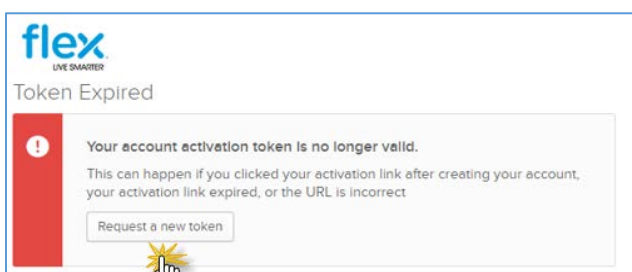 flex
LIVE SMARTER
Token Expired
Your account activation token is no longer valid.
This can happen if you clicked your activation link after creating your account,
your activation link expired, or the URL is incorrect
Request a new token